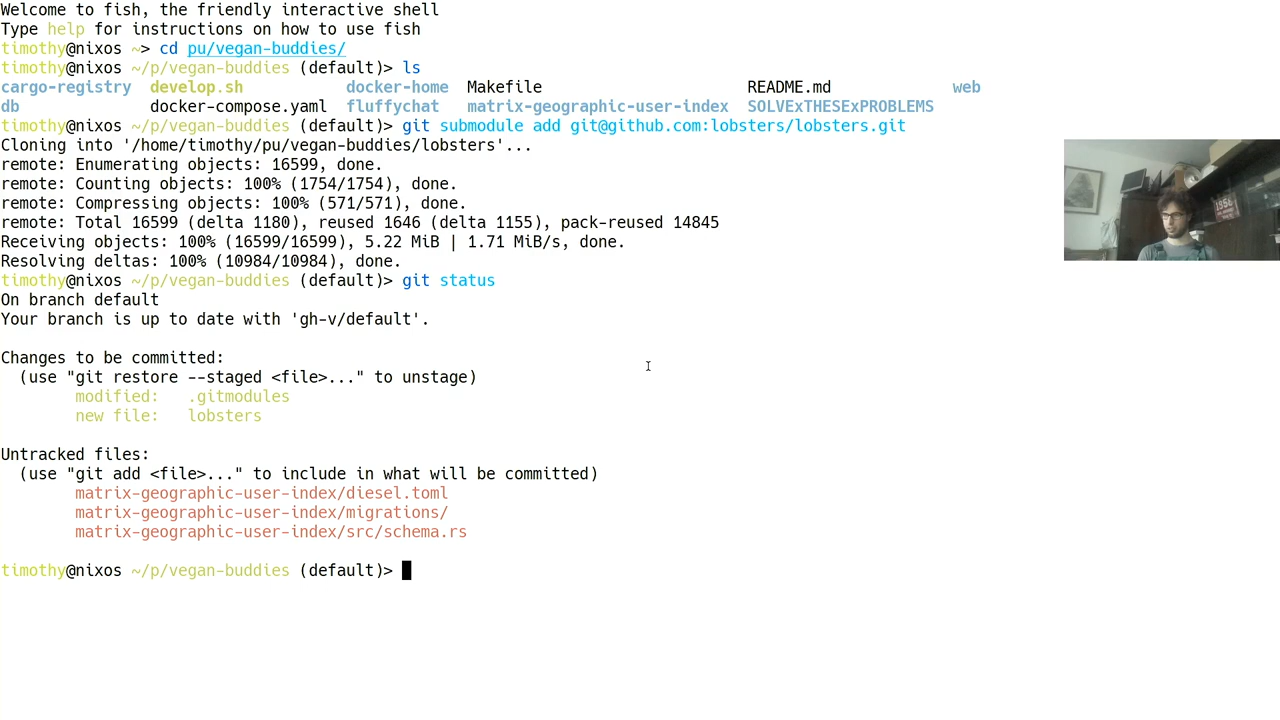 Welcome to fish, the friendly interactive shell
Type help for instructions on how to use fish
timothy@nixos ~> cd pu/vegan-buddies/
timothy@nixos ~/p/vegan-buddies (default)> ls
cargo-registry  develop.sh           docker-home  Makefile                      README.md             web
db              docker-compose.yaml  fluffychat   matrix-geographic-user-index  SOLVExTHESExPROBLEMS
timothy@nixos ~/p/vegan-buddies (default)> git submodule add git@github.com:lobsters/lobsters.git
Cloning into '/home/timothy/pu/vegan-buddies/lobsters'...
remote: Enumerating objects: 16599, done.
remote: Counting objects: 100% (1754/1754), done.
remote: Compressing objects: 100% (571/571), done.
remote: Total 16599 (delta 1180), reused 1646 (delta 1155), pack-reused 14845
Receiving objects: 100% (16599/16599), 5.22 MiB | 1.71 MiB/s, done.
Resolving deltas: 100% (10984/10984), done.
timothy@nixos ~/p/vegan-buddies (default)> git status
On branch default
Your branch is up to date with 'gh-v/default'.
Changes to be committed:
  (use "git restore --staged <file>..." to unstage)
        modified:   .gitmodules
        new file:   lobsters
Untracked files:
  (use "git add <file>..." to include in what will be committed)
        matrix-geographic-user-index/diesel.toml
        matrix-geographic-user-index/migrations/
        matrix-geographic-user-index/src/schema.rs
timothy@nixos ~/p/vegan-buddies (default)>
1956